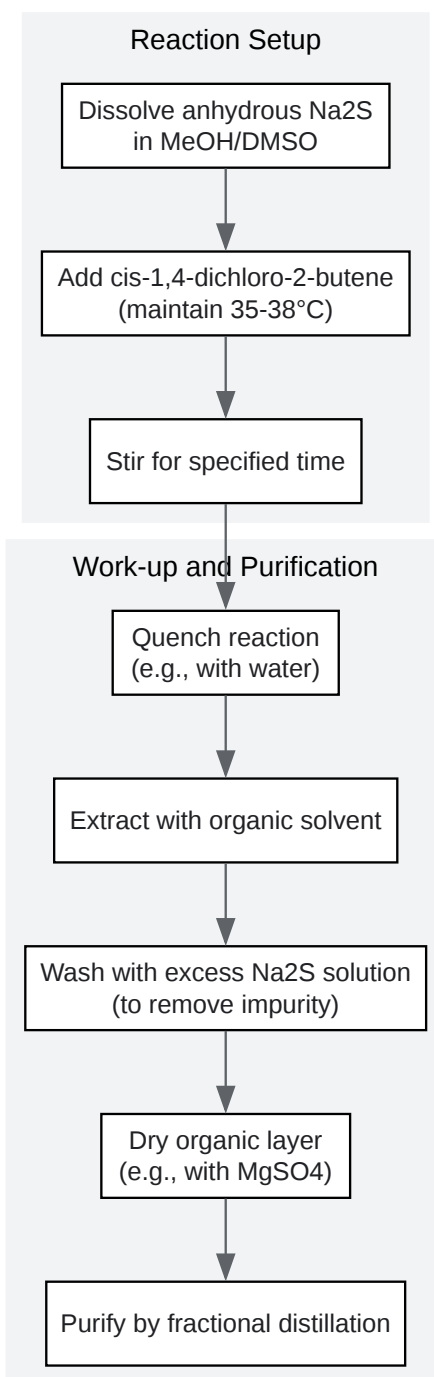 Reaction Setup
Dissolve anhydrous Na2S
in MeOH/DMSO
Add cis-1,4-dichloro-2-butene
(maintain 35-38°C)
Stir for specified time
Work-up and Purification
Quench reaction
(e.g., with water)
Extract with organic solvent
Wash with excess Na2S solution
(to remove impurity)
Dry organic layer
(e.g., with MgSO4)
Purify by fractional distillation